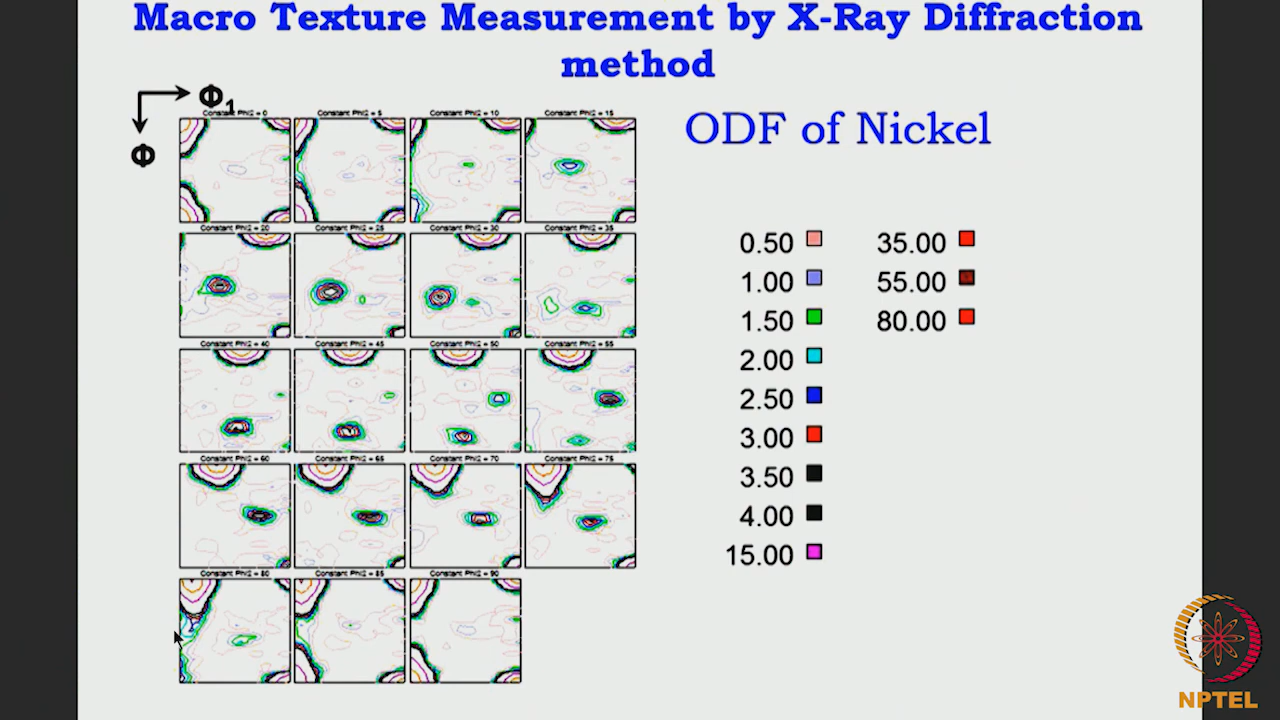 Macro Texture Measurement by X-Ray Diffraction
method
Φ1
Φ
ODF of Nickel
Constant Phi2 = 0
Constant Phi2 = 5
Constant Phi2 = 10
Constant Phi2 = 15
Constant Phi2 = 20
Constant Phi2 = 25
Constant Phi2 = 30
Constant Phi2 = 35
Constant Phi2 = 40
Constant Phi2 = 45
Constant Phi2 = 50
Constant Phi2 = 55
Constant Phi2 = 60
Constant Phi2 = 65
Constant Phi2 = 70
Constant Phi2 = 75
Constant Phi2 = 80
Constant Phi2 = 85
Constant Phi2 = 90
0.50
1.00
1.50
2.00
2.50
3.00
3.50
4.00
15.00
35.00
55.00
80.00
NPTEL